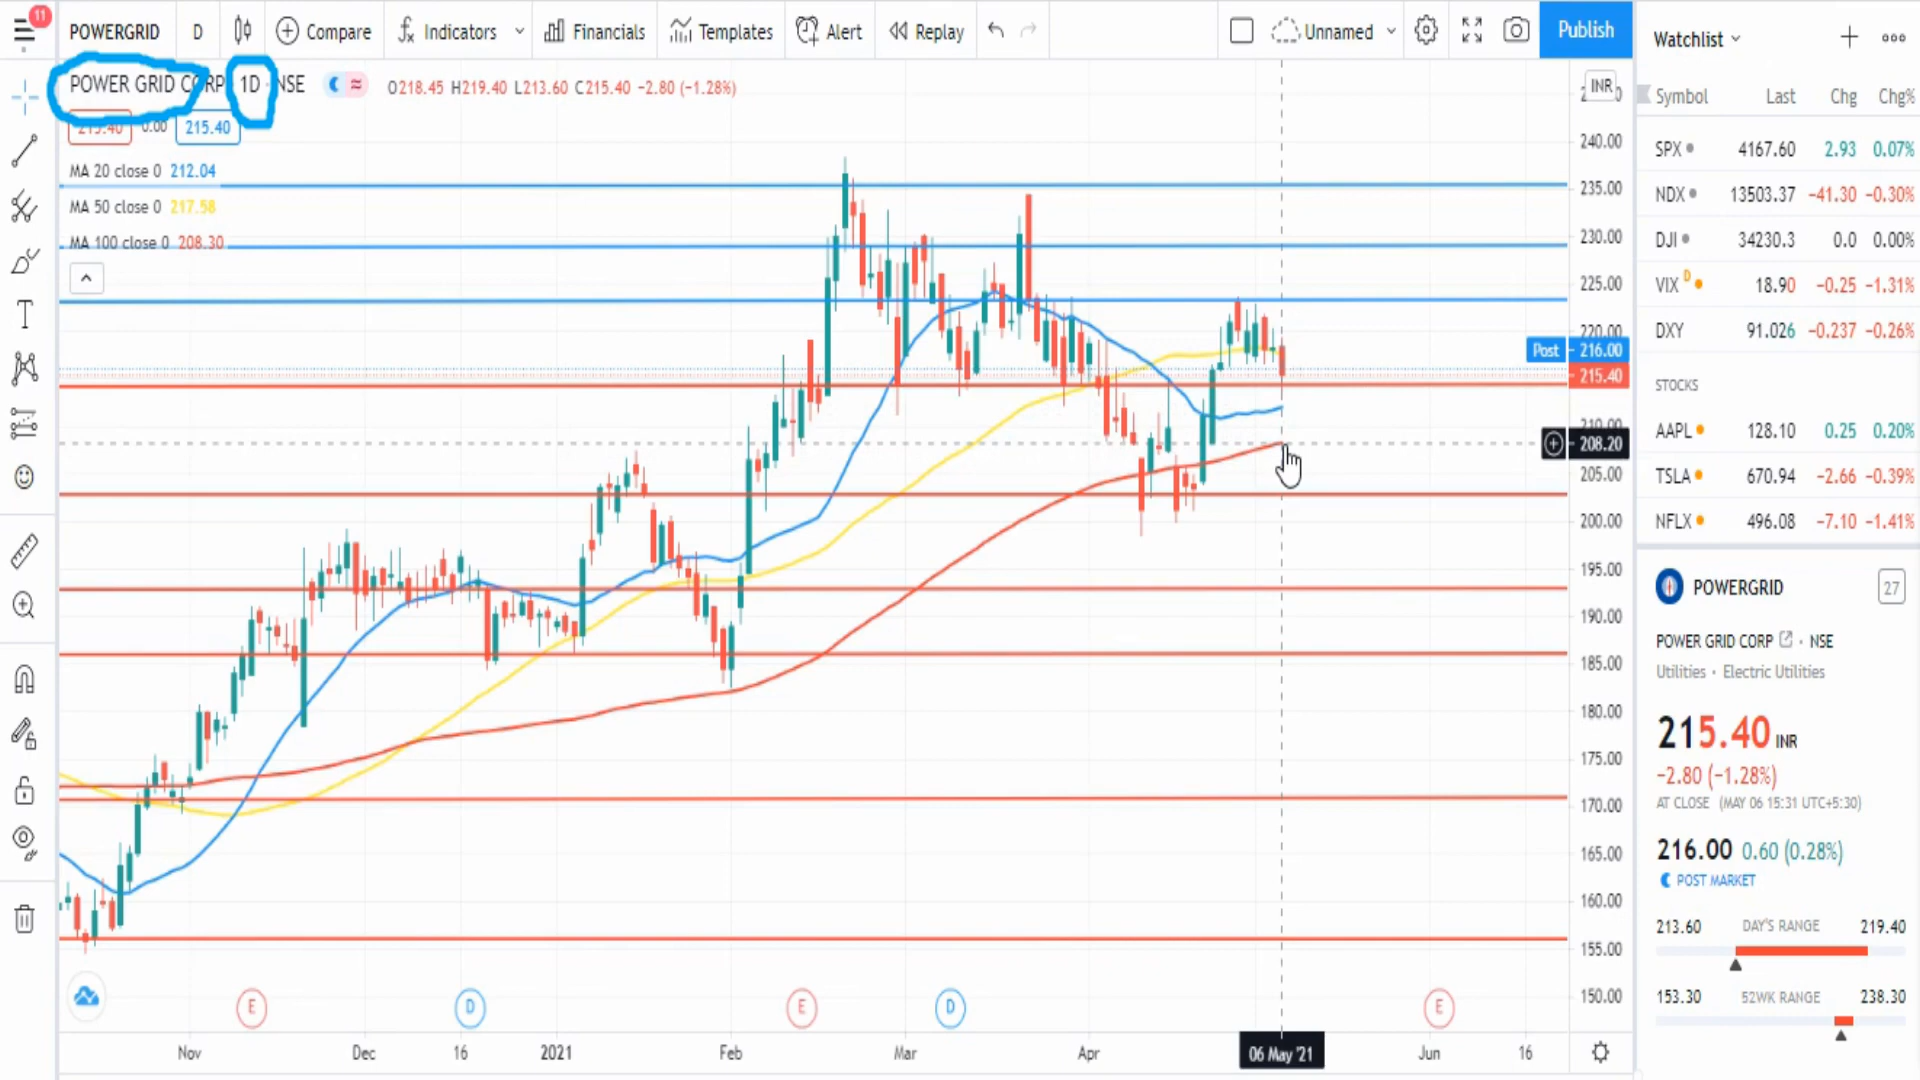 11
POWERGRID D Compare Indicators Financials Templates Alert Replay Unnamed Publish
POWER GRID CORP 1D NSE O218.45 H219.40 L213.60 C215.40 −2.80 (−1.28%)
INR
215.40 0.00 215.40
MA 20 close 0 212.04
MA 50 close 0 217.58
MA 100 close 0 208.30
240.00
235.00
230.00
225.00
220.00
Post 216.00
215.40
210.00
208.20
205.00
200.00
195.00
190.00
185.00
180.00
175.00
170.00
165.00
160.00
155.00
150.00
E D E D E
Nov Dec 16 2021 Feb Mar Apr 06 May '21 Jun 16
Watchlist
Symbol Last Chg Chg%
SPX 4167.60 2.93 0.07%
NDX 13503.37 −41.30 −0.30%
DJI 34230.3 0.0 0.00%
VIX D 18.90 −0.25 −1.31%
DXY 91.026 −0.237 −0.26%
STOCKS
AAPL 128.10 0.25 0.20%
TSLA 670.94 −2.66 −0.39%
NFLX 496.08 −7.10 −1.41%
POWERGRID 27
POWER GRID CORP · NSE
Utilities · Electric Utilities
215.40 INR
−2.80 (−1.28%)
AT CLOSE (MAY 06 15:31 UTC+5:30)
216.00 0.60 (0.28%)
POST MARKET
213.60 DAY'S RANGE 219.40
153.30 52WK RANGE 238.30